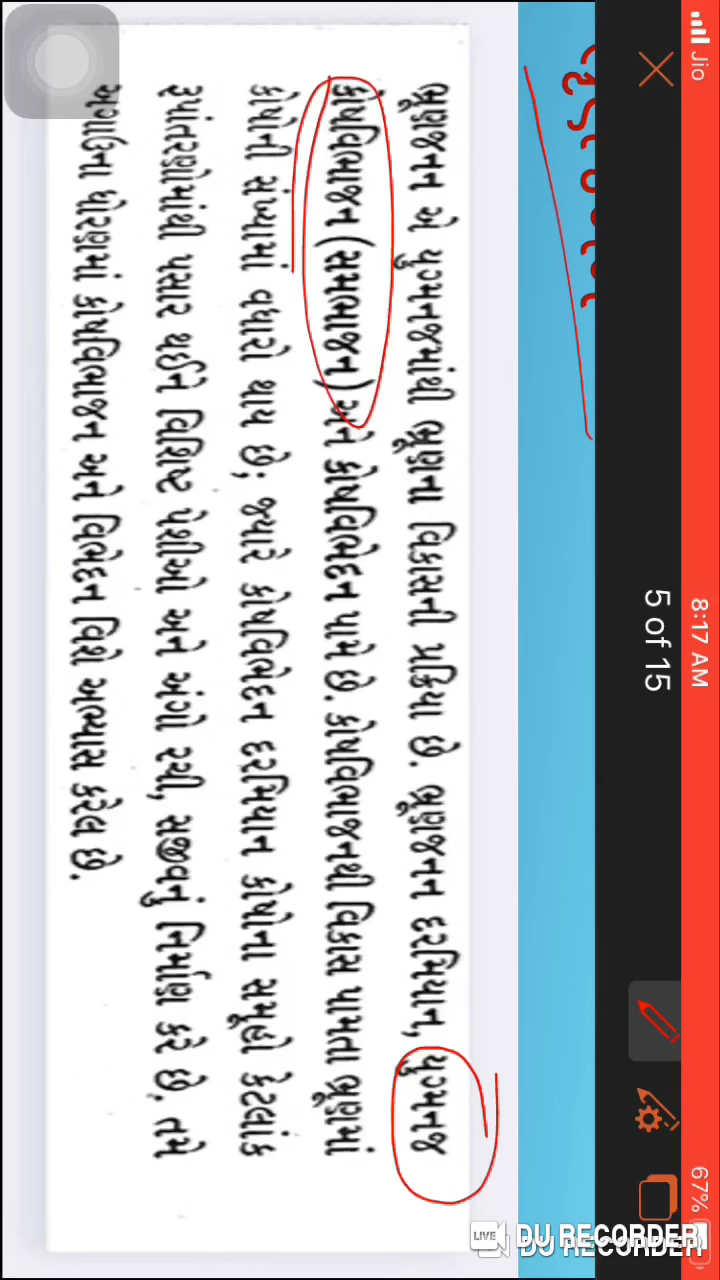 Jio
8:17 AM
67%
5 of 15
ભ્રૂણજનન એ યુગ્મનજમાંથી ભ્રૂણના વિકાસની પ્રક્રિયા છે. ભ્રૂણજનન દરમિયાન, યુગ્મનજ
કોષવિભાજન (સમભાજન) અને કોષવિભેદન પામે છે. કોષવિભાજનથી વિકાસ પામતા ભ્રૂણમાં
કોષોની સંખ્યામાં વધારો થાય છે; જ્યારે કોષવિભેદન દરમિયાન કોષોના સમૂહો કેટલાંક
રૂપાંતરણોમાંથી પસાર થઈને વિશિષ્ટ પેશીઓ અને અંગો રચી, સજીવનું નિર્માણ કરે છે. તમે
અગાઉના ધોરણમાં કોષવિભાજન અને વિભેદન વિશે અભ્યાસ કરેલ છે.
LIVE
DU RECORDER
DU RECORDER